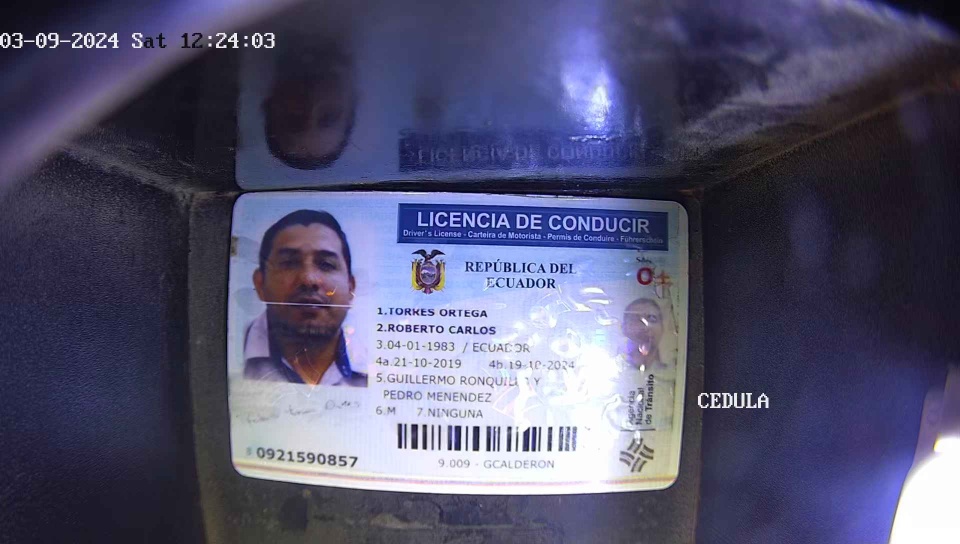 03-09-2024 Sat 12:24:03
LICENCIA DE CONDUCIR
Driver's License - Carteira de Motorista - Permis de Conduire - Führerschein
REPÚBLICA DEL
ECUADOR
O+
1.TORRES ORTEGA
2.ROBERTO CARLOS
3.04-01-1983 / ECUADOR
4a.21-10-2019 4b.19-10-2024
5.GUILLERMO RONQUILLO Y
PEDRO MENENDEZ
6.M 7.NINGUNA
Agencia
Nacional
de Tránsito
CEDULA
0921590857
9.009 - GCALDERON